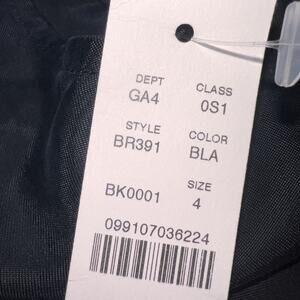 DEPT CLASS
GA4 0S1
STYLE COLOR
BR391 BLA
SIZE
BK0001 4
099107036224